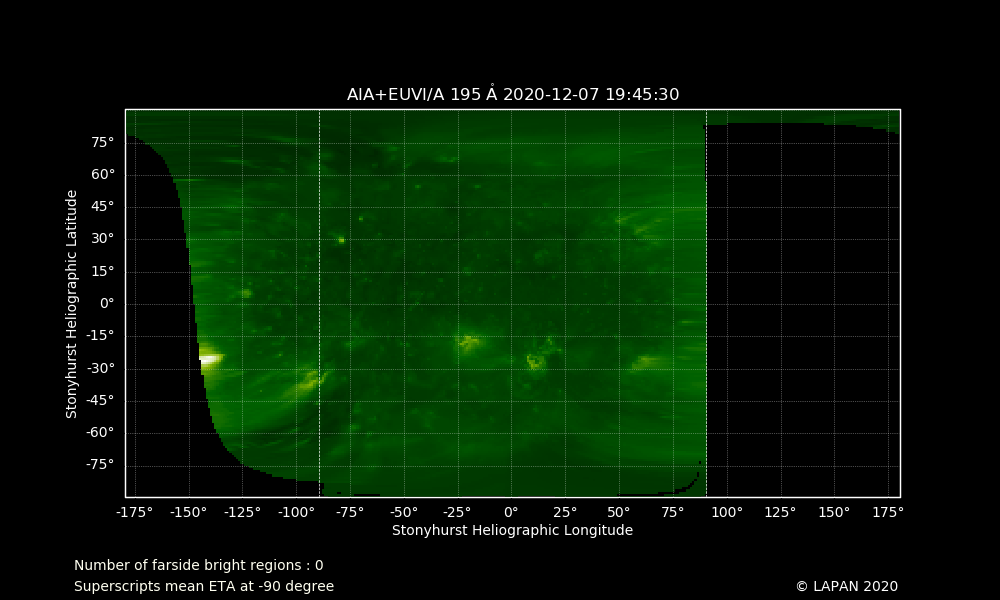 AIA+EUVI/A 195 Å 2020-12-07 19:45:30
75°
60°
45°
30°
15°
0°
-15°
-30°
-45°
-60°
-75°
Stonyhurst Heliographic Latitude
-175° -150° -125° -100° -75° -50° -25° 0° 25° 50° 75° 100° 125° 150° 175°
Stonyhurst Heliographic Longitude
Number of farside bright regions : 0
Superscripts mean ETA at -90 degree
© LAPAN 2020